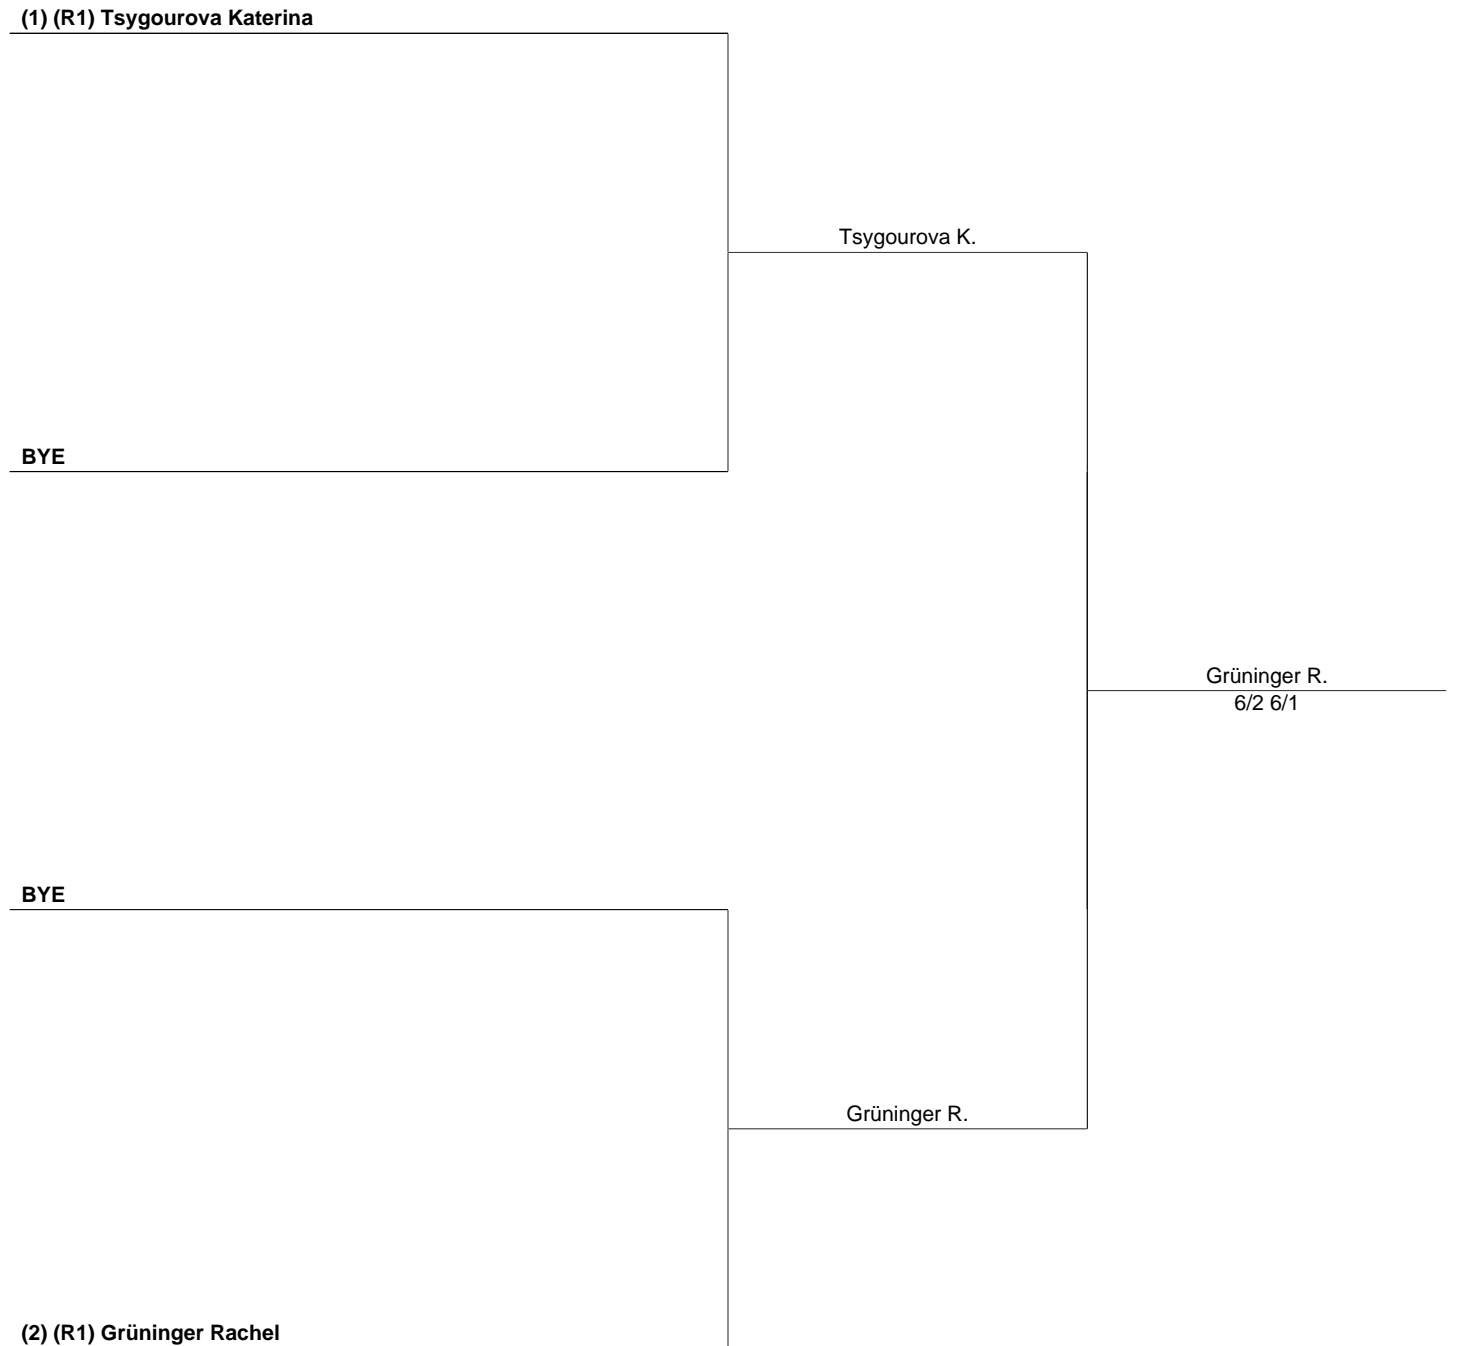 (1) (R1) Tsygourova Katerina
Tsygourova K.
BYE
Grüninger R.
6/2 6/1
BYE
Grüninger R.
(2) (R1) Grüninger Rachel